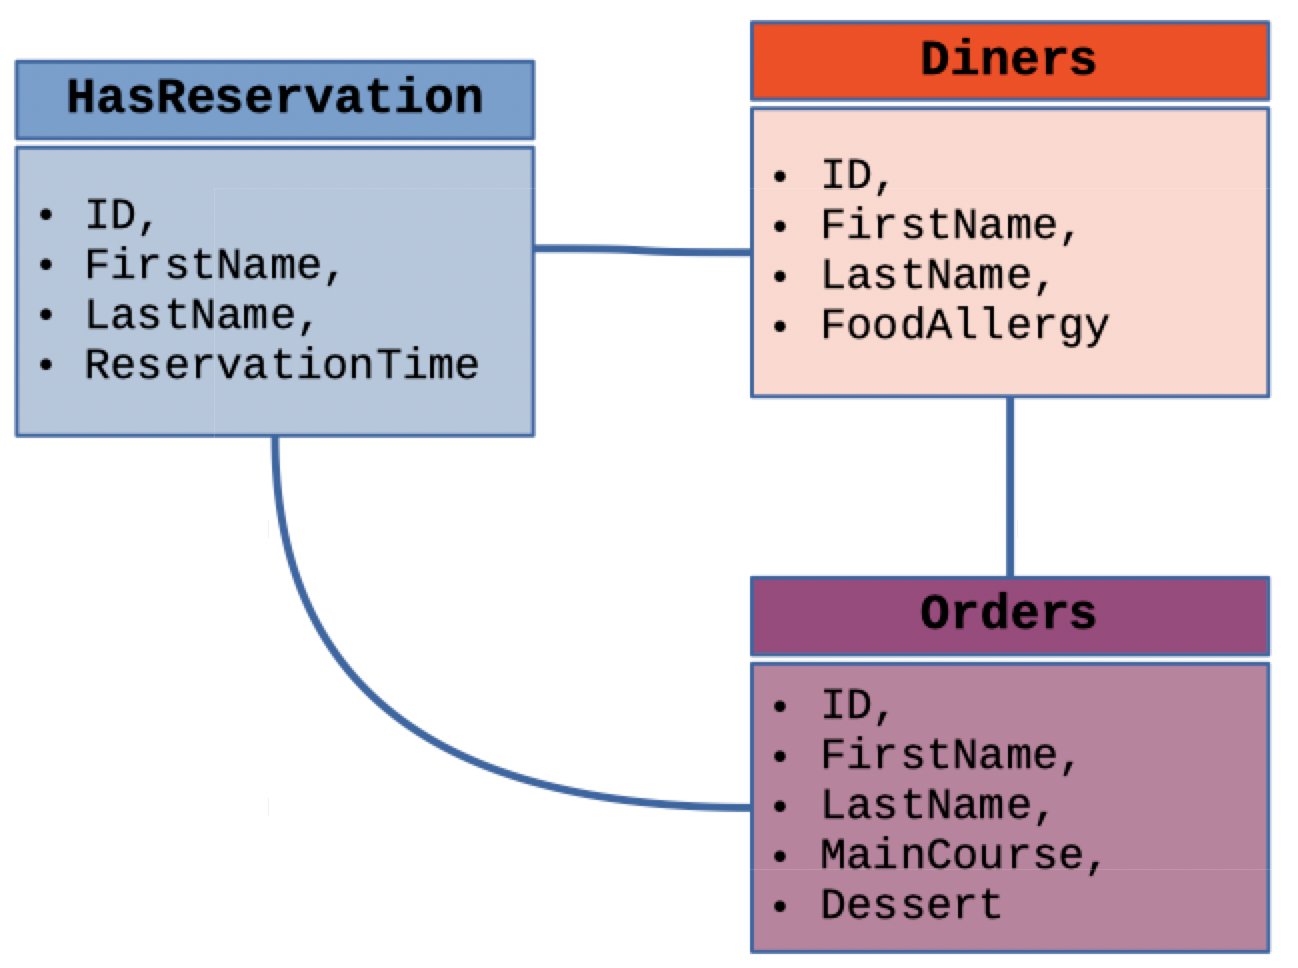 HasReservation
• ID,
• FirstName,
• LastName,
• ReservationTime
Diners
• ID,
• FirstName,
• LastName,
• FoodAllergy
Orders
• ID,
• FirstName,
• LastName,
• MainCourse,
• Dessert